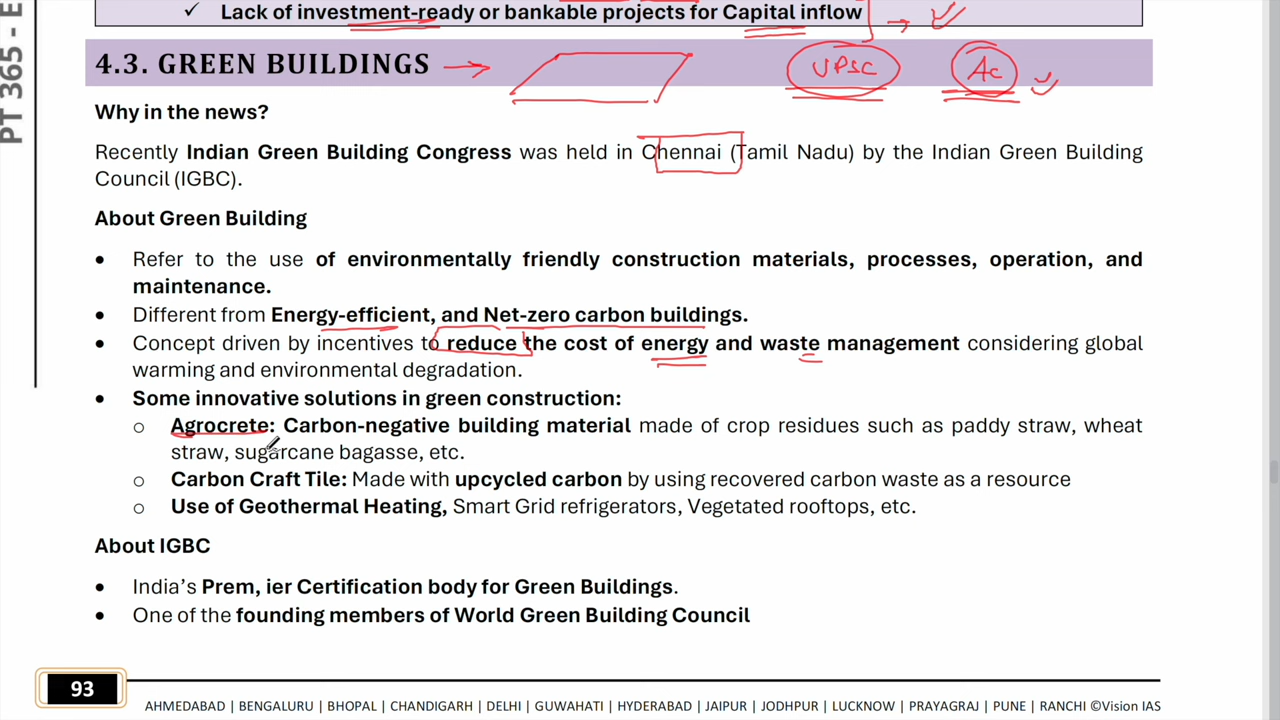 ✓ Lack of investment-ready or bankable projects for Capital inflow
PT 365 - E
4.3. GREEN BUILDINGS
UPSC
AC
Why in the news?
Recently Indian Green Building Congress was held in Chennai (Tamil Nadu) by the Indian Green Building
Council (IGBC).
About Green Building
• Refer to the use of environmentally friendly construction materials, processes, operation, and
maintenance.
• Different from Energy-efficient, and Net-zero carbon buildings.
• Concept driven by incentives to reduce the cost of energy and waste management considering global
warming and environmental degradation.
• Some innovative solutions in green construction:
o Agrocrete: Carbon-negative building material made of crop residues such as paddy straw, wheat
straw, sugarcane bagasse, etc.
o Carbon Craft Tile: Made with upcycled carbon by using recovered carbon waste as a resource
o Use of Geothermal Heating, Smart Grid refrigerators, Vegetated rooftops, etc.
About IGBC
• India’s Prem, ier Certification body for Green Buildings.
• One of the founding members of World Green Building Council
93
AHMEDABAD | BENGALURU | BHOPAL | CHANDIGARH | DELHI | GUWAHATI | HYDERABAD | JAIPUR | JODHPUR | LUCKNOW | PRAYAGRAJ | PUNE | RANCHI ©Vision IAS